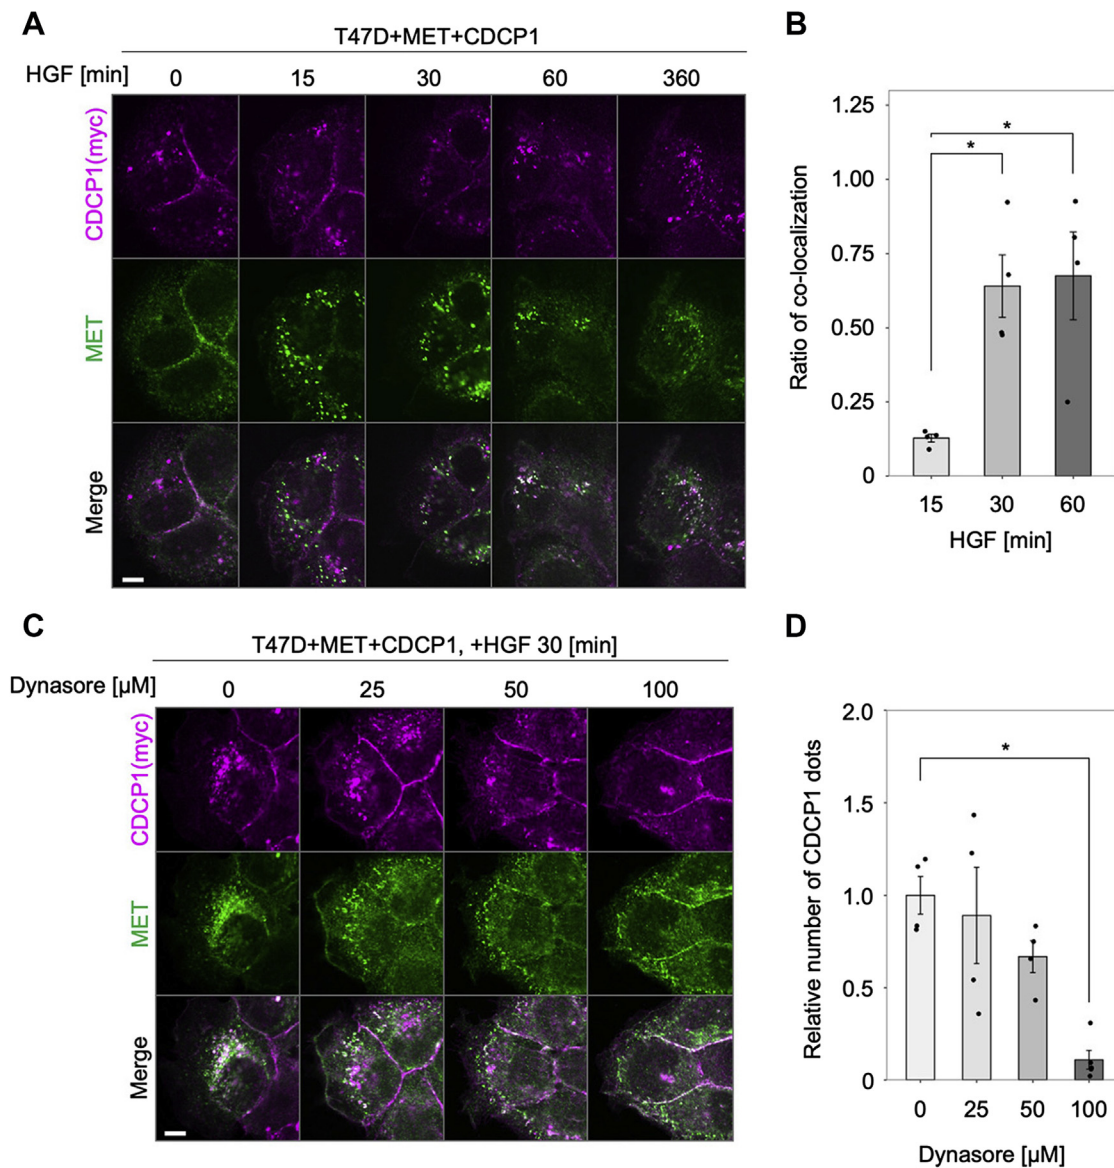 A
T47D+MET+CDCP1
HGF [min] 0 15 30 60 360
CDCP1(myc)
MET
Merge
B
1.25
1.00
0.75
0.50
0.25
0
Ratio of co-localization
* *
15 30 60
HGF [min]
C
T47D+MET+CDCP1, +HGF 30 [min]
Dynasore [µM] 0 25 50 100
CDCP1(myc)
MET
Merge
D
2.0
1.5
1.0
0.5
0
Relative number of CDCP1 dots
*
0 25 50 100
Dynasore [µM]